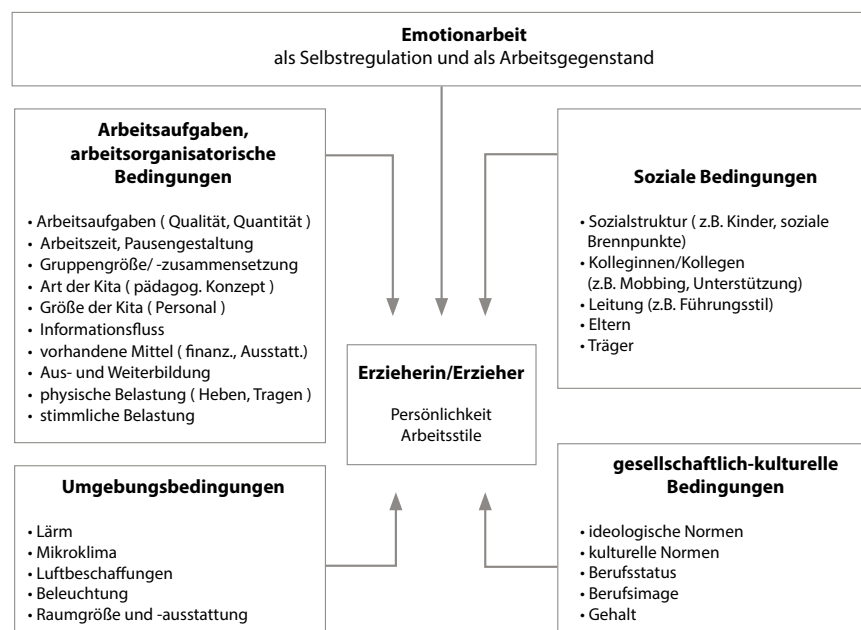 Emotionarbeit
als Selbstregulation und als Arbeitsgegenstand
Arbeitsaufgaben,
arbeitsorganisatorische
Bedingungen
• Arbeitsaufgaben ( Qualität, Quantität )
• Arbeitszeit, Pausengestaltung
• Gruppengröße/ -zusammensetzung
• Art der Kita ( pädagog. Konzept )
• Größe der Kita ( Personal )
• Informationsfluss
• vorhandene Mittel ( finanz., Ausstatt.)
• Aus- und Weiterbildung
• physische Belastung ( Heben, Tragen )
• stimmliche Belastung
Soziale Bedingungen
• Sozialstruktur ( z.B. Kinder, soziale
Brennpunkte)
• Kolleginnen/Kollegen
(z.B. Mobbing, Unterstützung)
• Leitung (z.B. Führungsstil)
• Eltern
• Träger
Erzieherin/Erzieher
Persönlichkeit
Arbeitsstile
Umgebungsbedingungen
• Lärm
• Mikroklima
• Luftbeschaffungen
• Beleuchtung
• Raumgröße und -ausstattung
gesellschaftlich-kulturelle
Bedingungen
• ideologische Normen
• kulturelle Normen
• Berufsstatus
• Berufsimage
• Gehalt